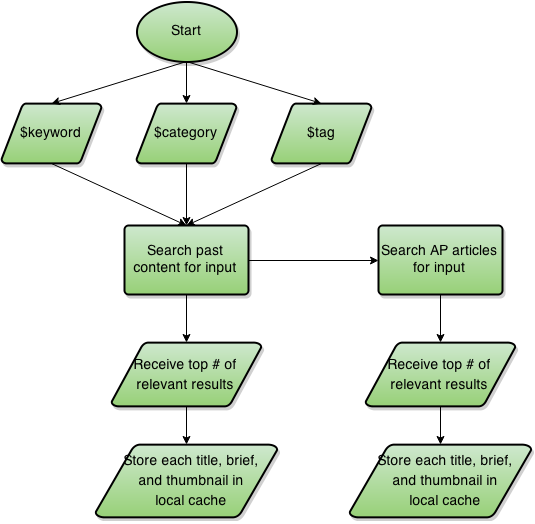 Start
$keyword
$category
$tag
Search past
content for input
Search AP articles
for input
Receive top # of
relevant results
Receive top # of
relevant results
Store each title, brief,
and thumbnail in
local cache
Store each title, brief,
and thumbnail in
local cache